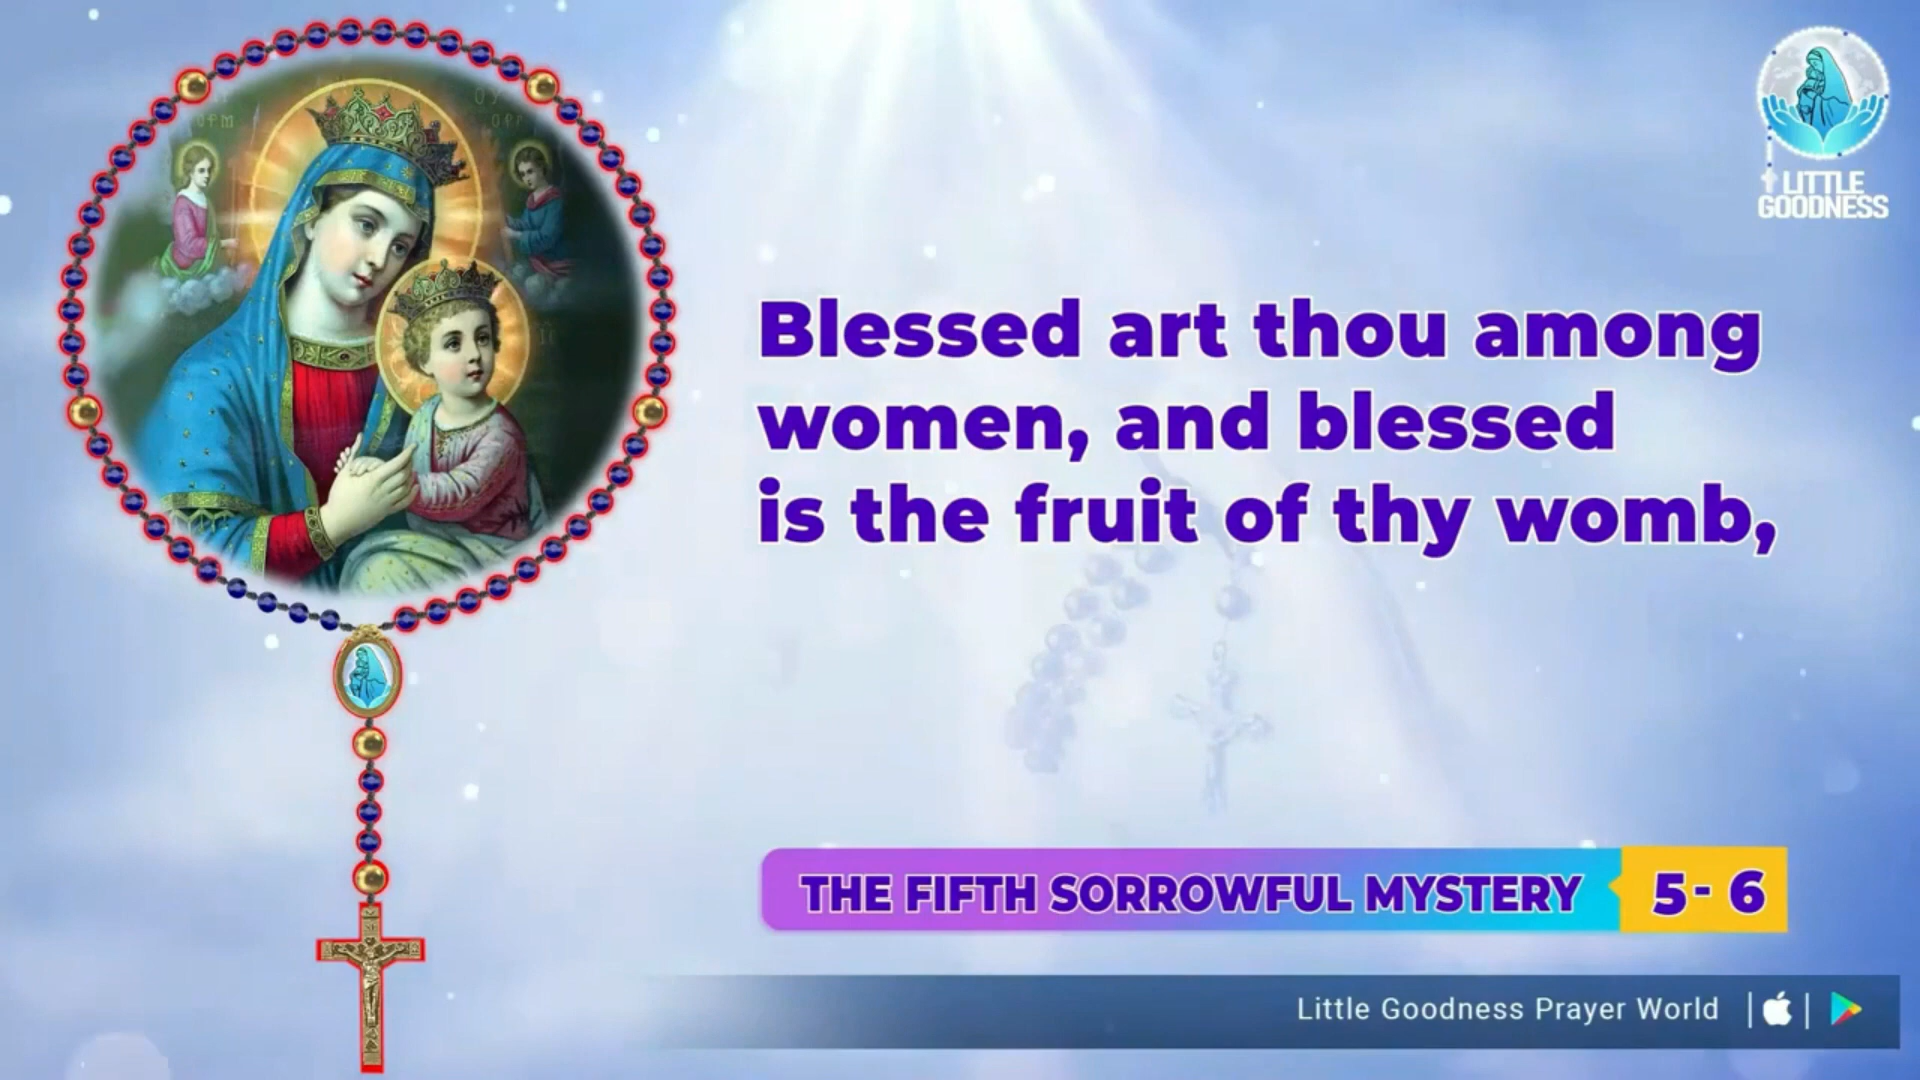 LITTLE
GOODNESS
Blessed art thou among
women, and blessed
is the fruit of thy womb,
THE FIFTH SORROWFUL MYSTERY 5- 6
Little Goodness Prayer World